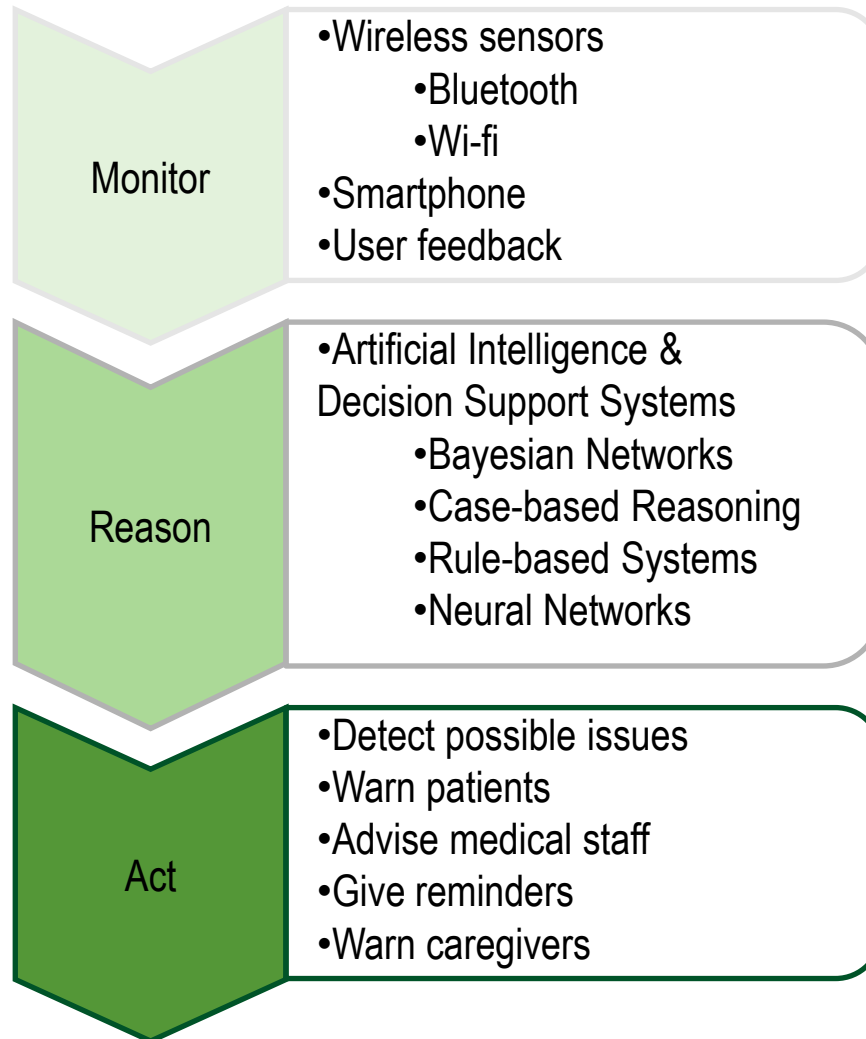 Monitor
•Wireless sensors
•Bluetooth
•Wi-fi
•Smartphone
•User feedback
Reason
•Artificial Intelligence &
Decision Support Systems
•Bayesian Networks
•Case-based Reasoning
•Rule-based Systems
•Neural Networks
Act
•Detect possible issues
•Warn patients
•Advise medical staff
•Give reminders
•Warn caregivers